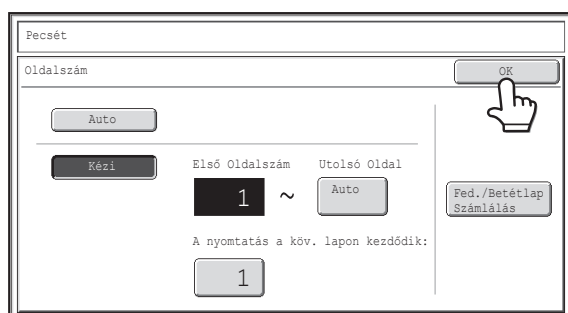 Pecsét
Oldalszám
OK
Auto
Kézi
Első Oldalszám
Utolsó Oldal
1
~
Auto
Fed./Betétlap
Számlálás
A nyomtatás a köv. lapon kezdődik:
1